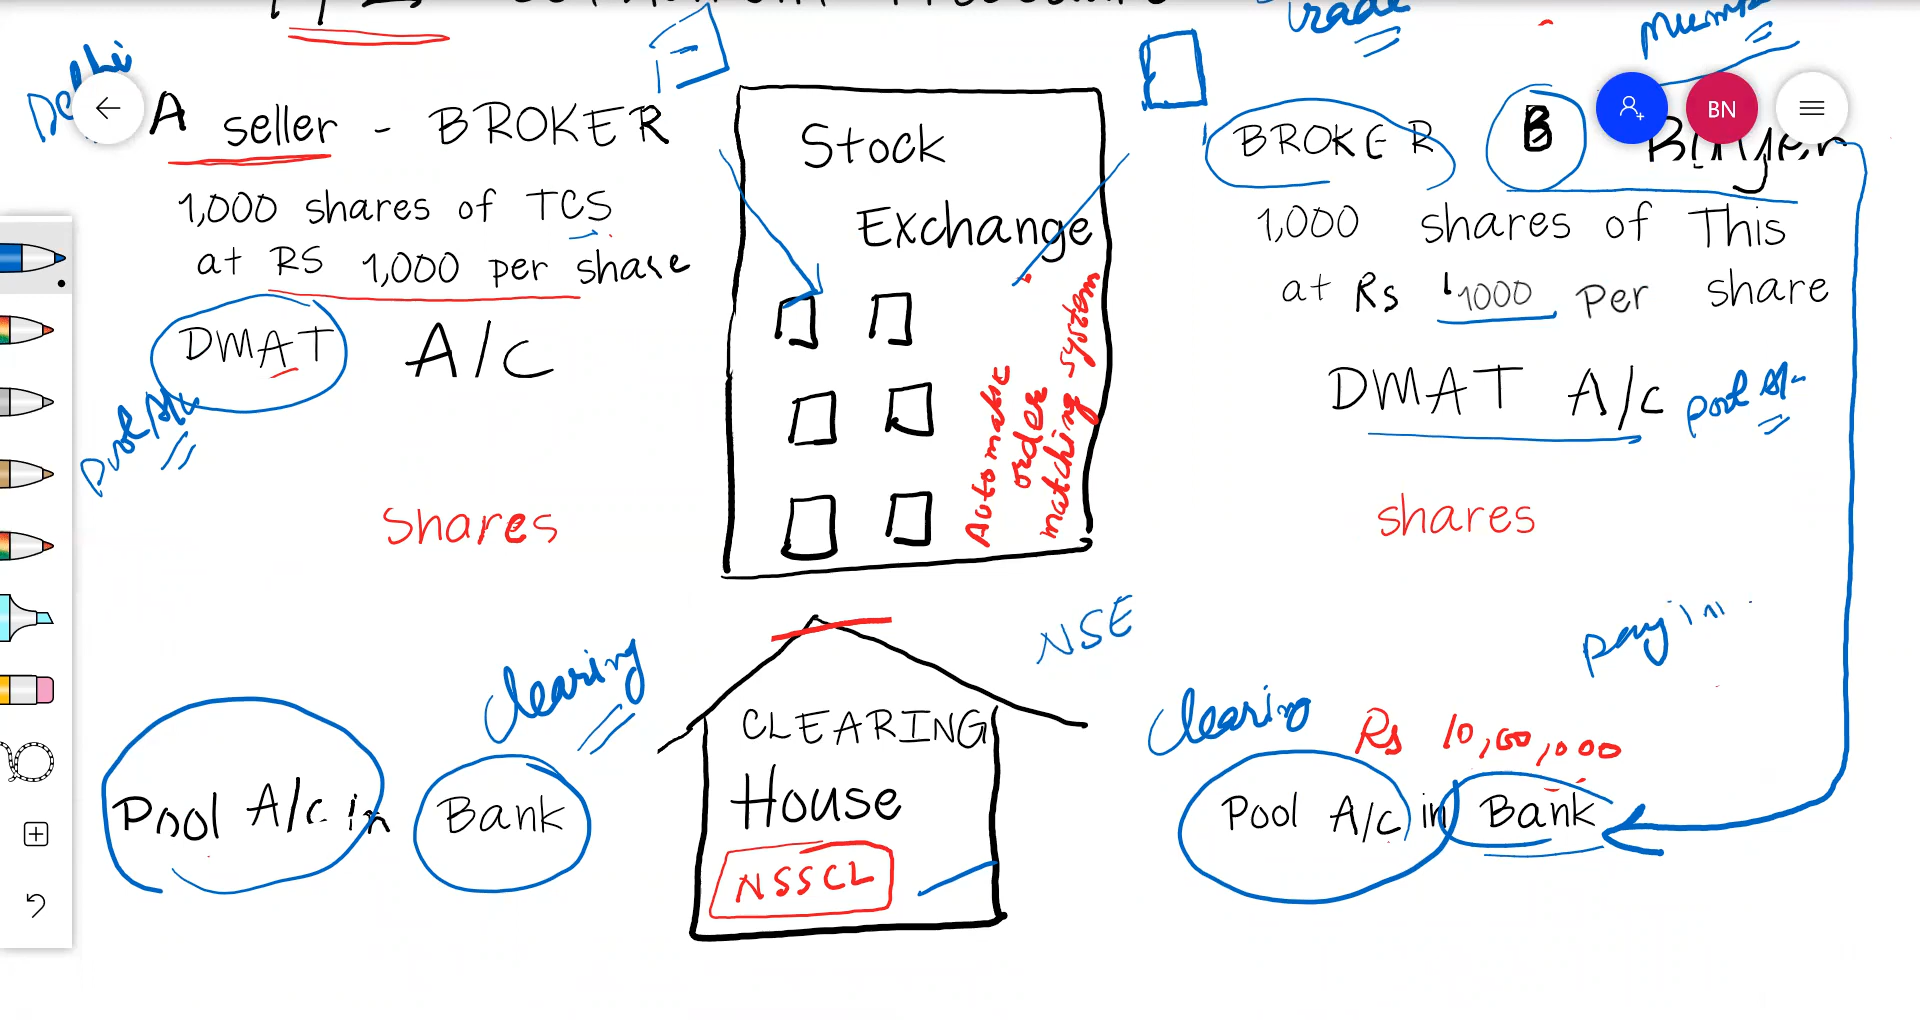 Delhi
A seller - BROKER
1,000 shares of TCS
at RS 1,000 per share
DMAT A/c
pool A/c
Shares
clearing
Pool A/c in Bank
Stock
Exchange
Automatic
order
matching system
NSE
CLEARING
House
NSSCL
trade
BROKER B Buyer
BN
1,000 shares of This
at Rs 1000 per share
DMAT A/c
pool A/c
shares
pay in
clearing
Rs 10,00,000
Pool A/c in Bank